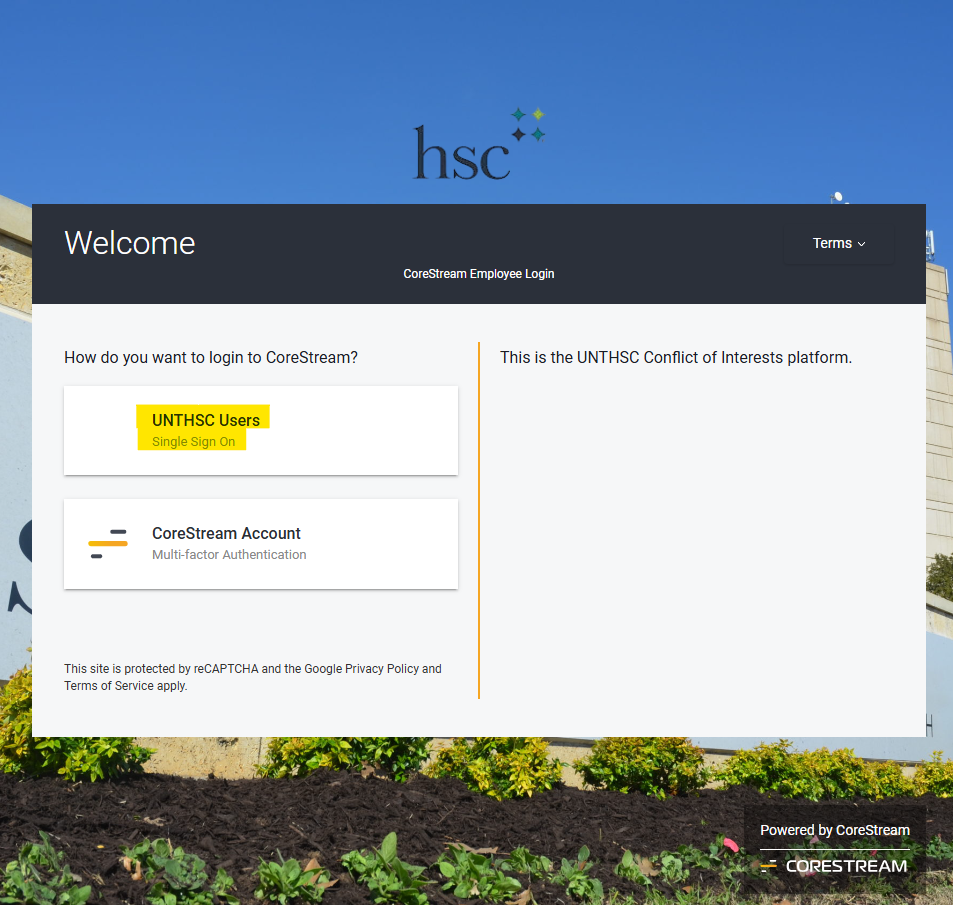 hsc
Welcome
Terms
CoreStream Employee Login
How do you want to login to CoreStream?
UNTHSC Users
Single Sign On
CoreStream Account
Multi-factor Authentication
This site is protected by reCAPTCHA and the Google Privacy Policy and
Terms of Service apply.
This is the UNTHSC Conflict of Interests platform.
H
Powered by CoreStream
CORESTREAM